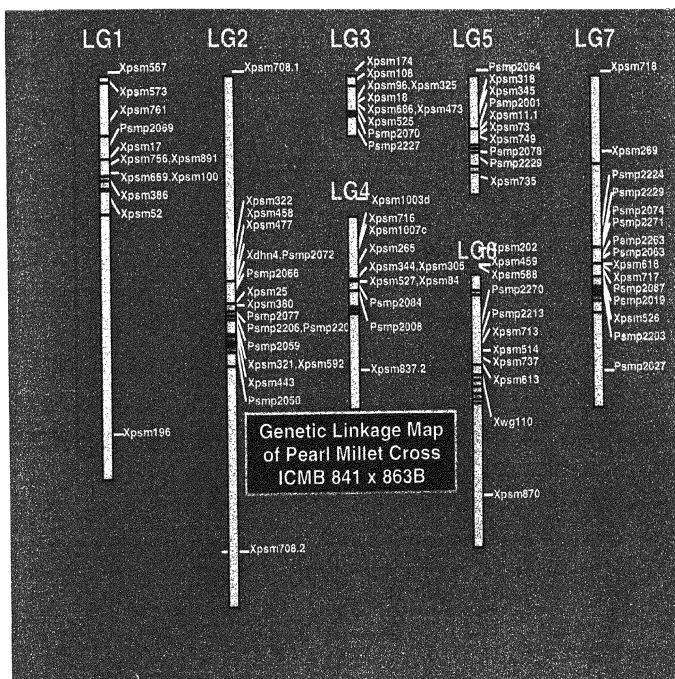 LG1
Xpsm567
Xpsm573
Xpsm761
Psmp2069
Xpsm17
Xpsm756,Xpsm891
Xpsm669,Xpsm100
Xpsm386
Xpsm52
Xpsm196
LG2
Xpsm708.1
Xpsm322
Xpsm458
Xpsm477
Xdhn4,Psmp2072
Psmp2066
Xpsm25
Xpsm380
Psmp2077
Psmp2206,Psmp220
Psmp2059
Xpsm321,Xpsm592
Xpsm443
Psmp2050
Xpsm708.2
LG3
Xpsm174
Xpsm108
Xpsm96,Xpsm325
Xpsm18
Xpsm686,Xpsm473
Xpsm525
Psmp2070
Psmp2227
LG4
Xpsm1003d
Xpsm716
Xpsm1007c
Xpsm265
Xpsm344,Xpsm305
Xpsm527,Xpsm84
Psmp2084
Psmp2008
Xpsm837.2
LG5
Psmp2064
Xpsm318
Xpsm345
Psmp2001
Xpsm11.1
Xpsm73
Xpsm749
Psmp2078
Psmp2229
Xpsm735
LG6
Xpsm202
Xpsm459
Xpsm588
Psmp2270
Psmp2213
Xpsm713
Xpsm514
Xpsm737
Xpsm613
Xwg110
Xpsm870
LG7
Xpsm718
Xpsm269
Psmp2224
Psmp2229
Psmp2074
Psmp2271
Psmp2263
Psmp2063
Xpsm618
Xpsm717
Psmp2087
Psmp2019
Xpsm526
Psmp2203
Psmp2027
Genetic Linkage Map
of Pearl Millet Cross
ICMB 841 x 863B